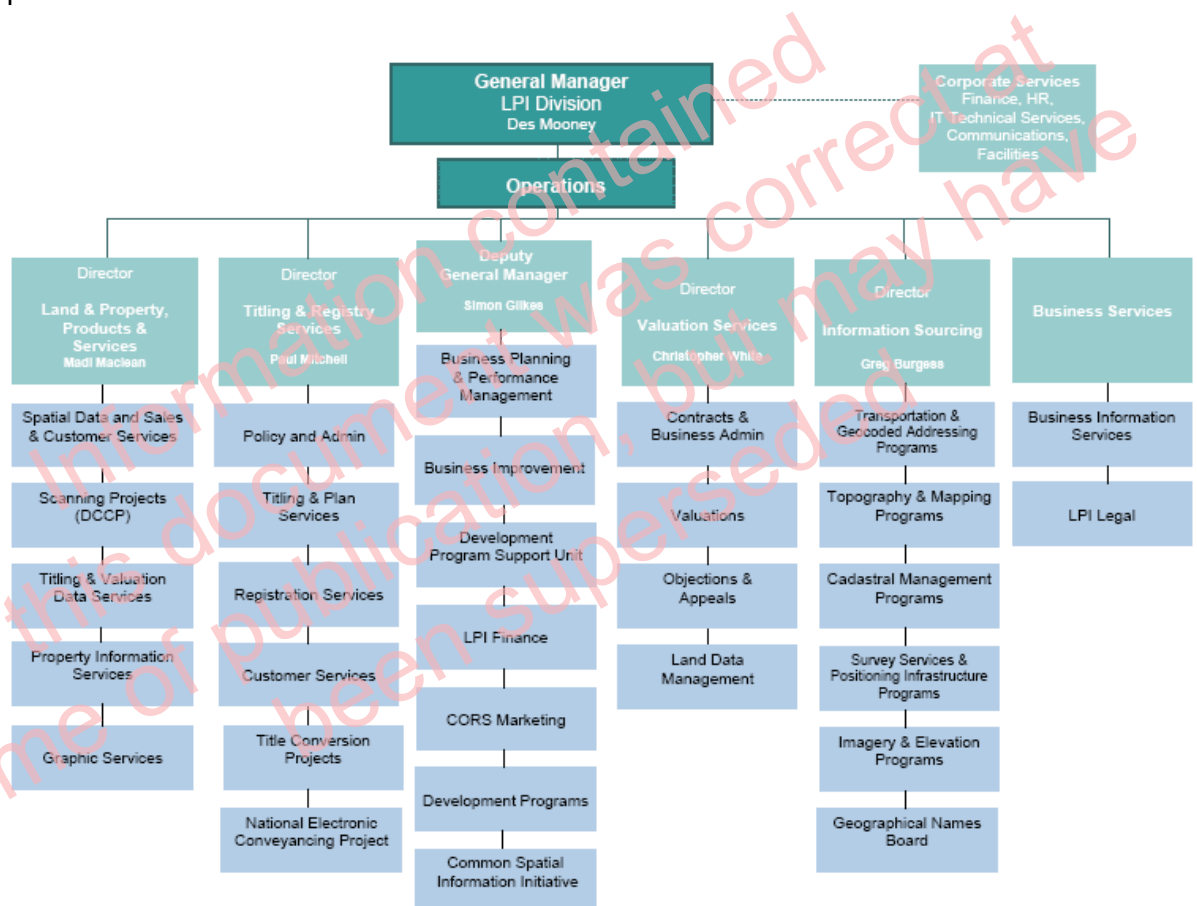 General Manager
LPI Division
Des Mooney
Corporate Services
Finance, HR,
IT Technical Services,
Communications,
Facilities
Operations
Director
Land & Property,
Products &
Services
Madl Maclean
Spatial Data and Sales
& Customer Services
Scanning Projects
(DCCP)
Titling & Valuation
Data Services
Property Information
Services
Graphic Services
Director
Titling & Registry
Services
Paul Mitchell
Policy and Admin
Titling & Plan
Services
Registration Services
Customer Services
Title Conversion
Projects
National Electronic
Conveyancing Project
Deputy
General Manager
Simon Gilkes
Business Planning
& Performance
Management
Business Improvement
Development
Program Support Unit
LPI Finance
CORS Marketing
Development Programs
Common Spatial
Information Initiative
Director
Valuation Services
Christopher White
Contracts &
Business Admin
Valuations
Objections &
Appeals
Land Data
Management
Director
Information Sourcing
Greg Burgess
Transportation &
Geocoded Addressing
Programs
Topography & Mapping
Programs
Cadastral Management
Programs
Survey Services &
Positioning Infrastructure
Programs
Imagery & Elevation
Programs
Geographical Names
Board
Business Services
Business Information
Services
LPI Legal
Information contained
this document was correct at
me of publication, but may have
been superseded